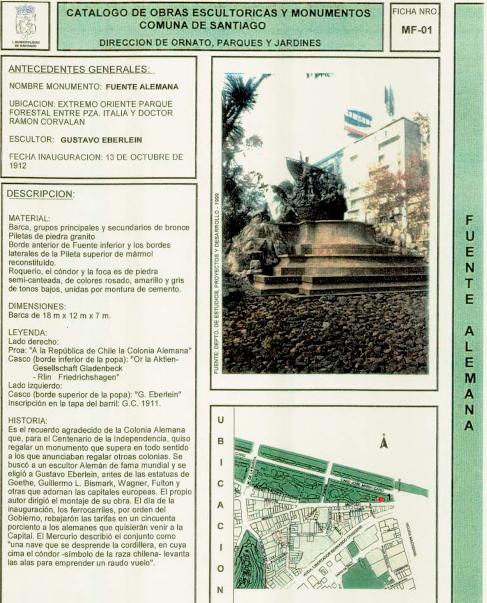 I. MUNICIPALIDAD
DE SANTIAGO
CATALOGO DE OBRAS ESCULTORICAS Y MONUMENTOS
COMUNA DE SANTIAGO
DIRECCION DE ORNATO, PARQUES Y JARDINES
FICHA NRO.
MF-01
ANTECEDENTES GENERALES:
NOMBRE MONUMENTO: FUENTE ALEMANA
UBICACION: EXTREMO ORIENTE PARQUE
FORESTAL ENTRE PZA. ITALIA Y DOCTOR
RAMON CORVALAN
ESCULTOR: GUSTAVO EBERLEIN
FECHA INAUGURACION: 13 DE OCTUBRE DE
1912
DESCRIPCION:
MATERIAL:
Barca, grupos principales y secundarios de bronce
Piletas de piedra granito
Borde anterior de Fuente inferior y los bordes
laterales de la Pileta superior de mármol
reconstituído.
Roquerío, el cóndor y la foca es de piedra
semi-canteada, de colores rosado, amarillo y gris
de tonos bajos, unidas por montura de cemento.
DIMENSIONES:
Barca de 18 m x 12 m x 7 m.
LEYENDA:
Lado derecho:
Proa: "A la República de Chile la Colonia Alemana"
Casco (borde inferior de la popa): "Or la Aktien-
Gesellschaft Gladenbeck
- Rlin Friedrichshagen"
Lado izquierdo:
Casco (borde superior de la popa): "G. Eberlein"
Inscripción en la tapa del barril: G.C. 1911.
HISTORIA:
Es el recuerdo agradecido de la Colonia Alemana
que, para el Centenario de la Independencia, quiso
regalar un monumento que supera en todo sentido
a los que anunciaban regalar otroas colonias. Se
buscó a un escultor Alemán de fama mundial y se
eligió a Gustavo Eberlein, antes de las estatuas de
Goethe, Guillermo L. Bismark, Wagner, Fulton y
otras que adornan las capitales europeas. El propio
autor dirigió el montaje de su obra. El día de la
inauguración, los ferrocarriles, por orden del
Gobierno, rebajarón las tarifas en un cincuenta
porciento a los alemanes que quisierán venir a la
Capital. El Mercurio describió el conjunto como
"una nave que se desprende la cordillera, en cuya
cima el cóndor -símbolo de la raza chilena- levanta
las alas para emprender un raudo vuelo".
FUENTE: DEPTO. DE ESTUDIOS, PROYECTOS Y DESARROLLO - 1999
UBICACION
FUENTE ALEMANA